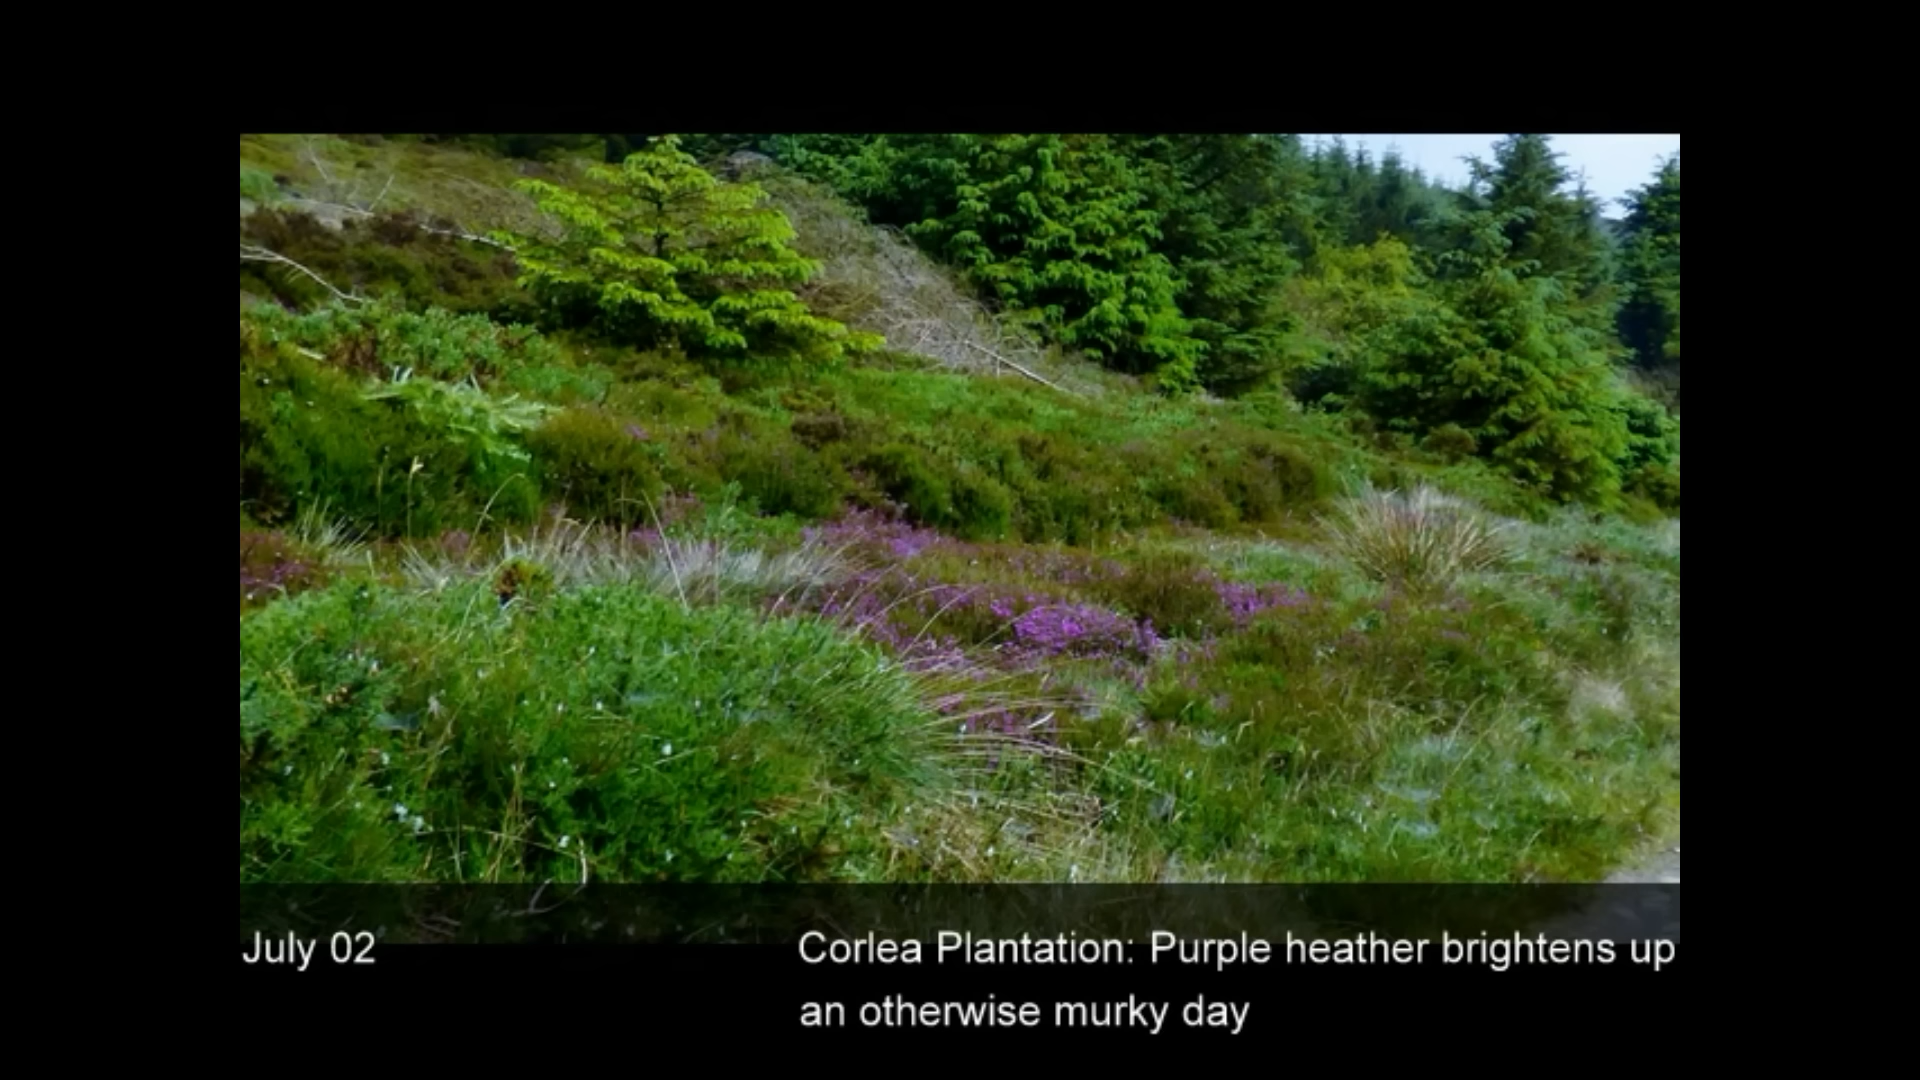 July 02
Corlea Plantation: Purple heather brightens up
an otherwise murky day